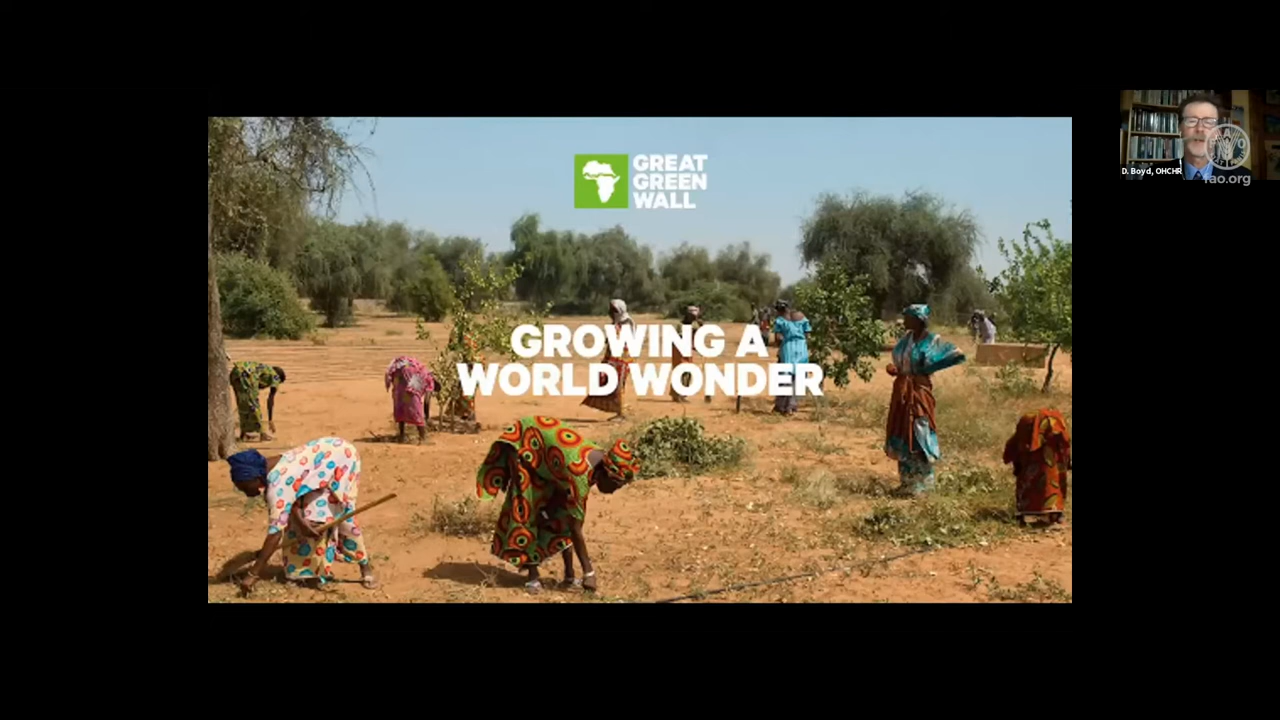 GREAT
GREEN
WALL
GROWING A
WORLD WONDER
D. Boyd, OHCHR
fao.org